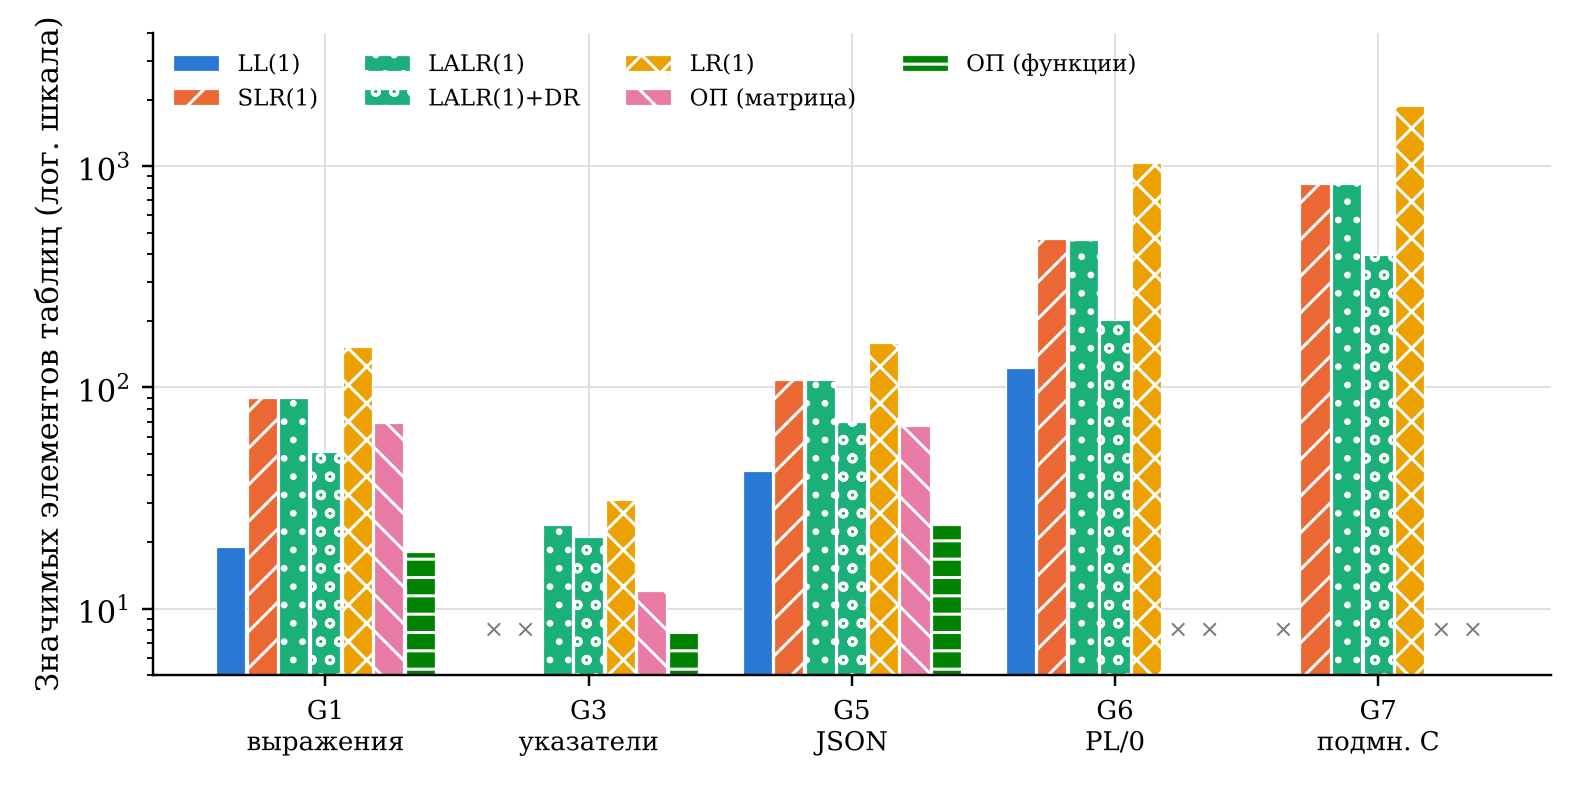 Значимых элементов таблиц (лог. шкала)
LL(1) LALR(1) LR(1) ОП (функции)
SLR(1) LALR(1)+DR ОП (матрица)
10³
10²
10¹
G1 G3 G5 G6 G7
выражения указатели JSON PL/0 подмн. C